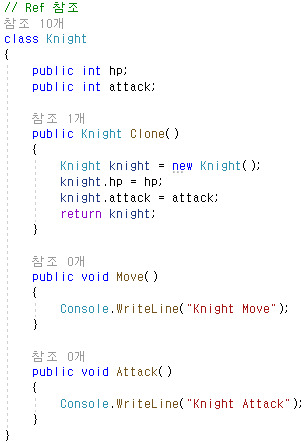 // Ref 참조
참조 10개
class Knight
{
    public int hp;
    public int attack;
    참조 1개
    public Knight Clone()
    {
        Knight knight = new Knight();
        knight.hp = hp;
        knight.attack = attack;
        return knight;
    }
    참조 0개
    public void Move()
    {
        Console.WriteLine("Knight Move");
    }
    참조 0개
    public void Attack()
    {
        Console.WriteLine("Knight Attack");
    }
}